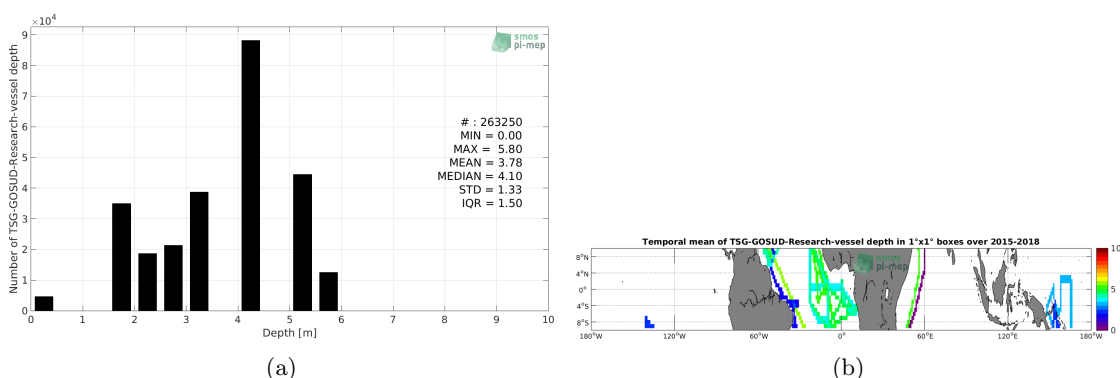 ×10⁴
9
8
7
6
5
4
3
2
1
0
Number of TSG-GOSUD-Research-vessel depth
smos
pi-mep
# : 263250
MIN = 0.00
MAX = 5.80
MEAN = 3.78
MEDIAN = 4.10
STD = 1.33
IQR = 1.50
0 1 2 3 4 5 6 7 8 9 10
Depth [m]
(a)
Temporal mean of TSG-GOSUD-Research-vessel depth in 1°x1° boxes over 2015-2018
smos
pi-mep
8°N
4°N
0°
4°S
8°S
180°W 120°W 60°W 0° 60°E 120°E 180°W
10
5
0
(b)